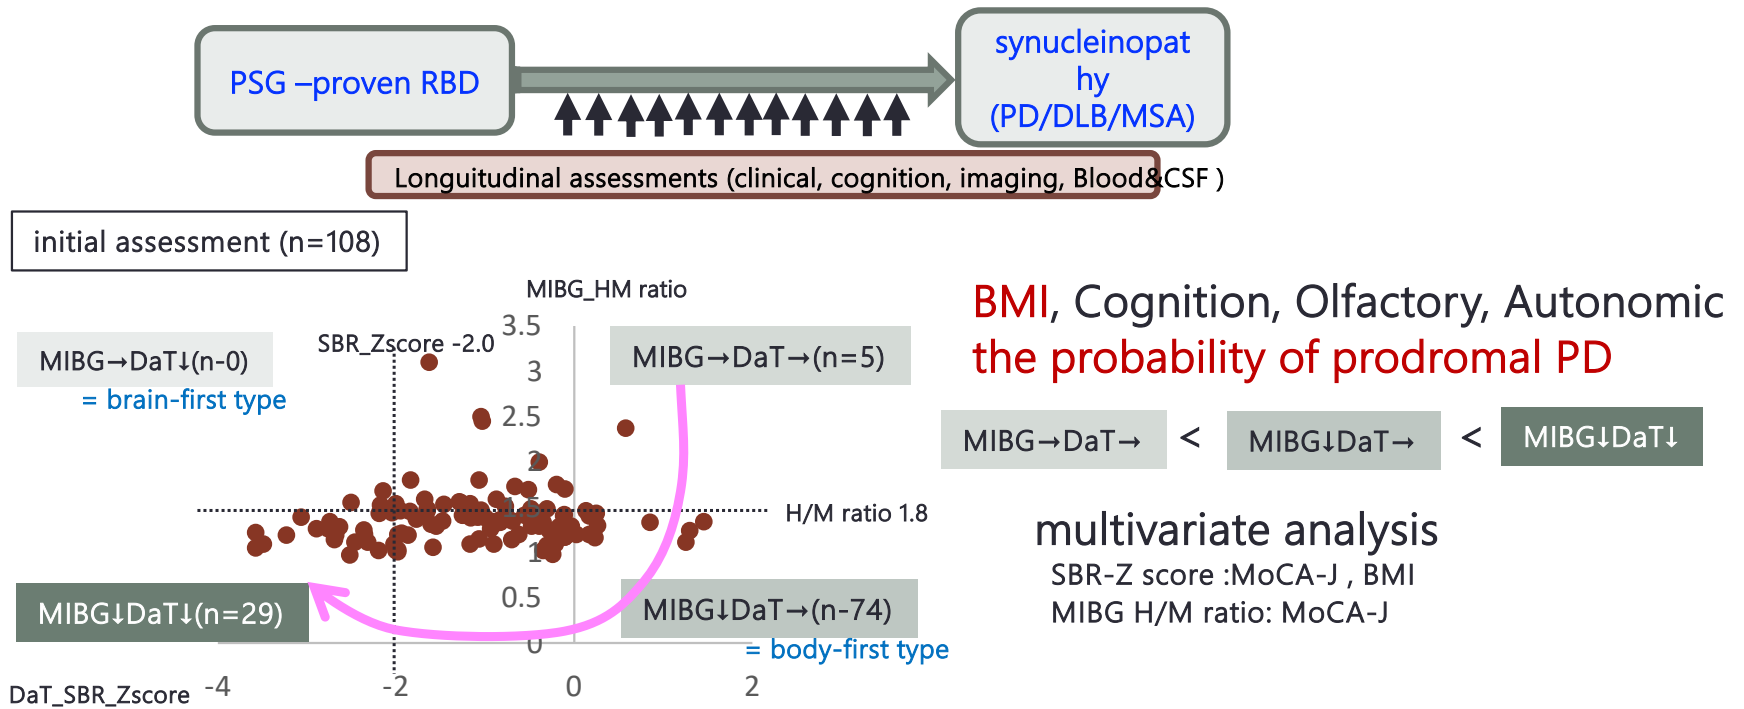 PSG –proven RBD
synucleinopat
hy
(PD/DLB/MSA)
Longuitudinal assessments (clinical, cognition, imaging, Blood&CSF )
initial assessment (n=108)
MIBG_HM ratio
SBR_Zscore -2.0
MIBG→DaT↓(n-0)
= brain-first type
MIBG→DaT→(n=5)
3.5
3
2.5
2
1.5
1
0.5
0
H/M ratio 1.8
MIBG↓DaT↓(n=29)
MIBG↓DaT→(n-74)
= body-first type
DaT_SBR_Zscore
-4
-2
0
2
BMI, Cognition, Olfactory, Autonomic
the probability of prodromal PD
MIBG→DaT→ < MIBG↓DaT→ < MIBG↓DaT↓
multivariate analysis
SBR-Z score :MoCA-J , BMI
MIBG H/M ratio: MoCA-J